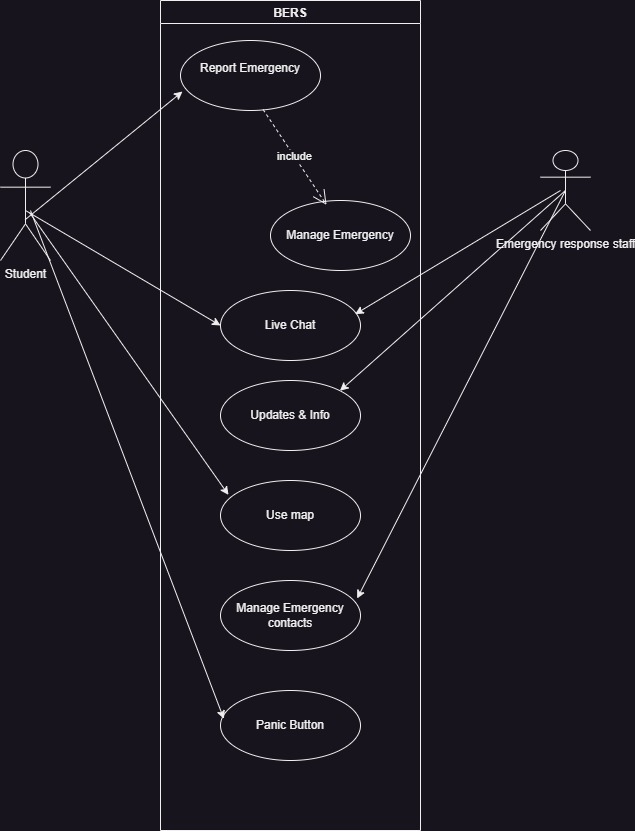 BERS
Report Emergency
include
Manage Emergency
Student
Emergency response staff
Live Chat
Updates & Info
Use map
Manage Emergency
contacts
Panic Button